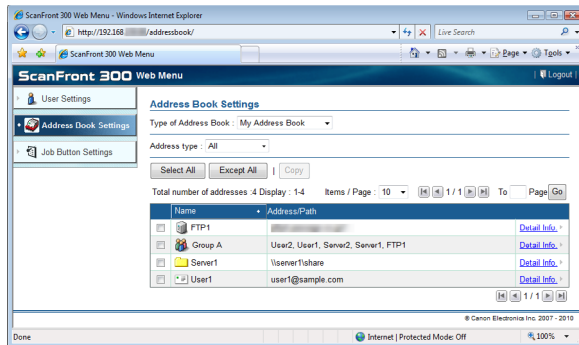 ScanFront 300 Web Menu - Windows Internet Explorer
http://192.168 /addressbook/
Live Search
ScanFront 300 Web Menu
Page Tools
ScanFront 300 Web Menu
Logout
User Settings
Address Book Settings
Job Button Settings
Address Book Settings
Type of Address Book : My Address Book
Address type : All
Select All Except All | Copy
Total number of addresses :4 Display : 1-4 Items / Page : 10 1 / 1 To Page Go
Name Address/Path
FTP1 Detail Info.
Group A User2, User1, Server2, Server1, FTP1 Detail Info.
Server1 \\server1\share Detail Info.
User1 user1@sample.com Detail Info.
1 / 1
© Canon Electronics Inc. 2007 - 2010
Done Internet | Protected Mode: Off 100%